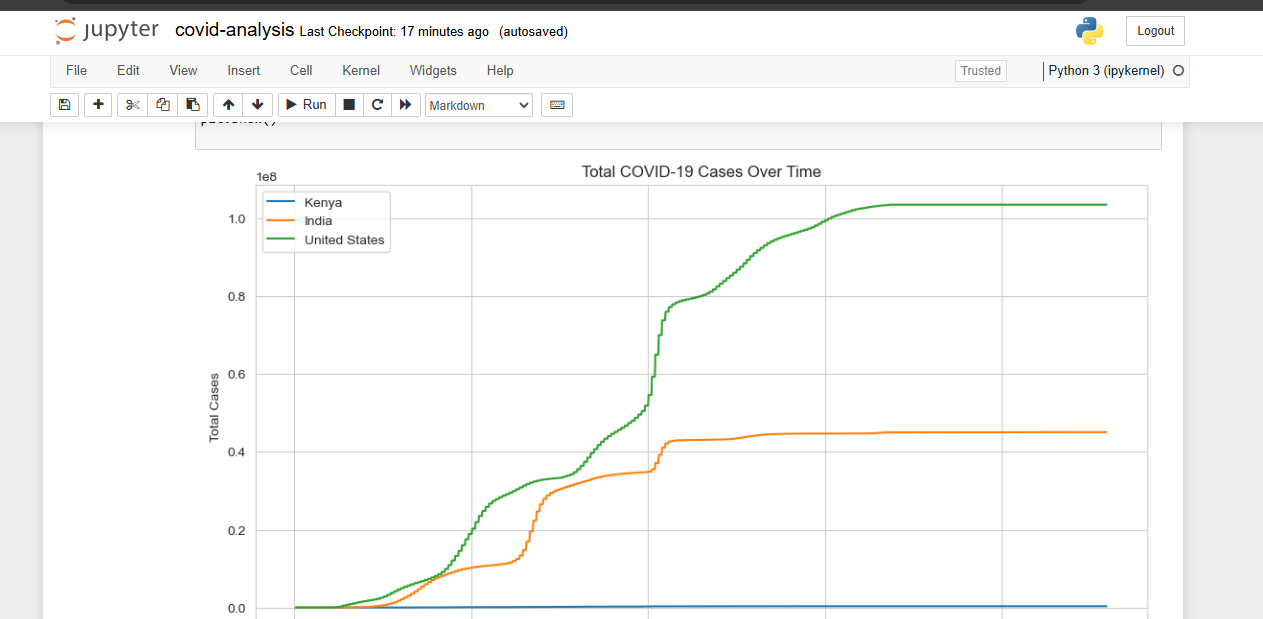 jupyter covid-analysis Last Checkpoint: 17 minutes ago (autosaved) Logout
File Edit View Insert Cell Kernel Widgets Help Trusted Python 3 (ipykernel)
Run Markdown
Total COVID-19 Cases Over Time
1e8
Kenya
India
United States
1.0
0.8
0.6
0.4
0.2
0.0
Total Cases